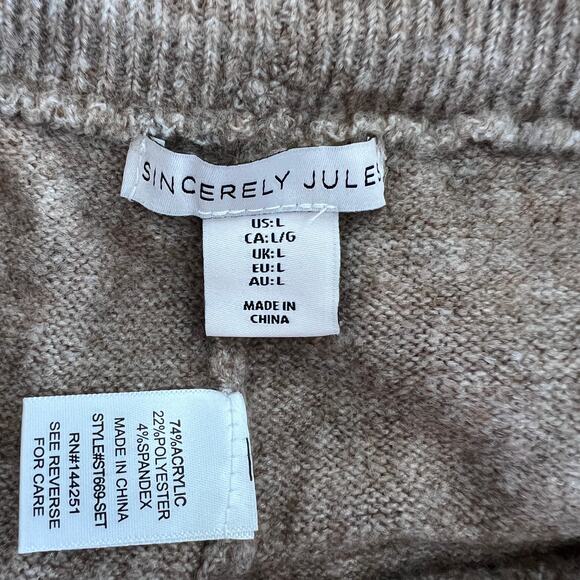 SINCERELY JULES
US:L
CA:L/G
UK:L
EU:L
AU:L
MADE IN
CHINA
74%ACRYLIC
22%POLYESTER
4%SPANDEX
MADE IN CHINA
STYLE#ST669-SET
RN#144251
SEE REVERSE
FOR CARE